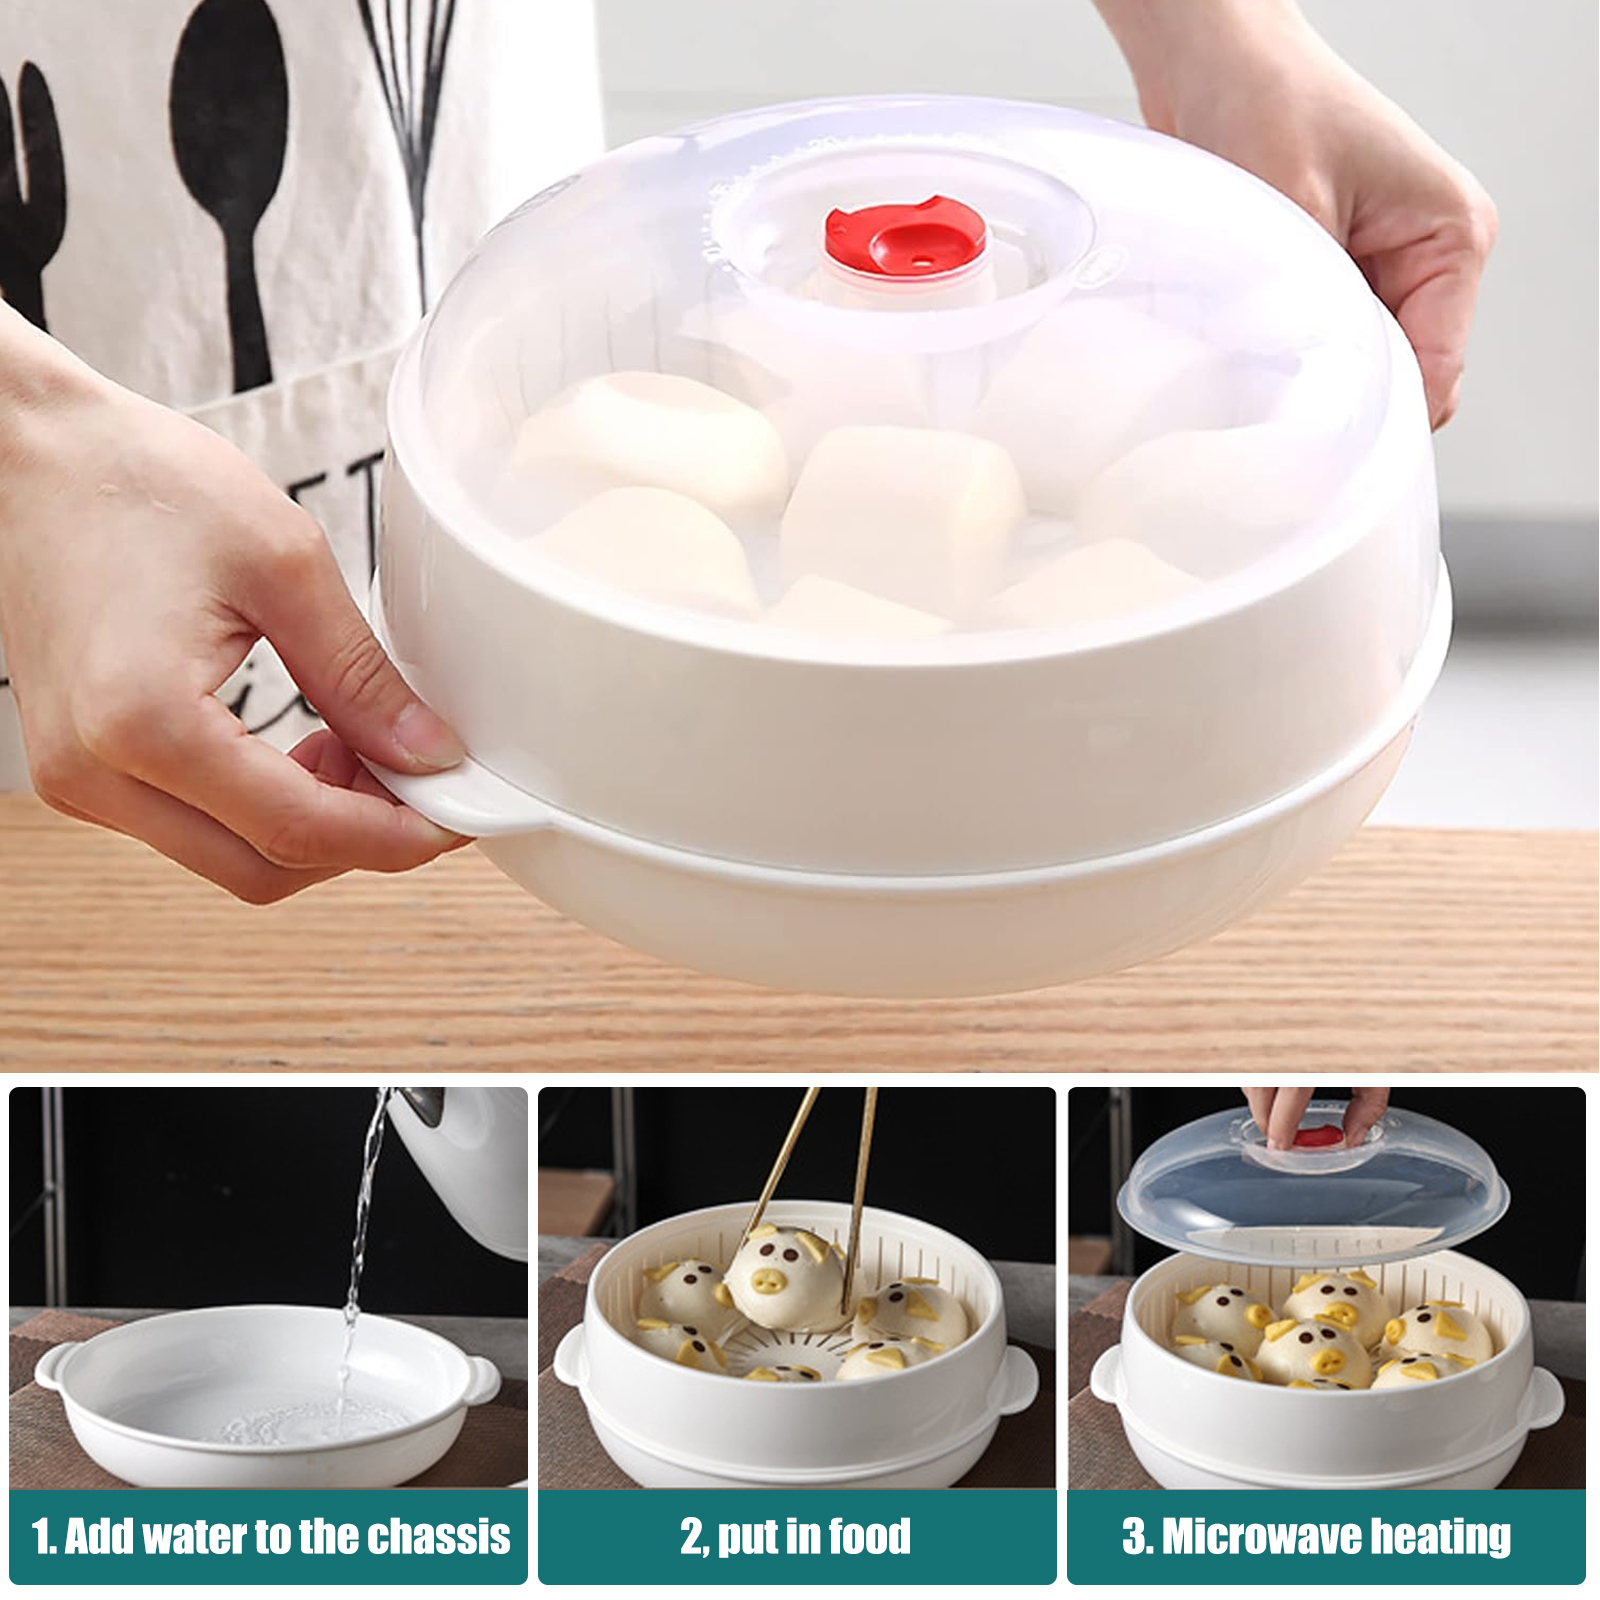 1. Add water to the chassis
2, put in food
3. Microwave heating